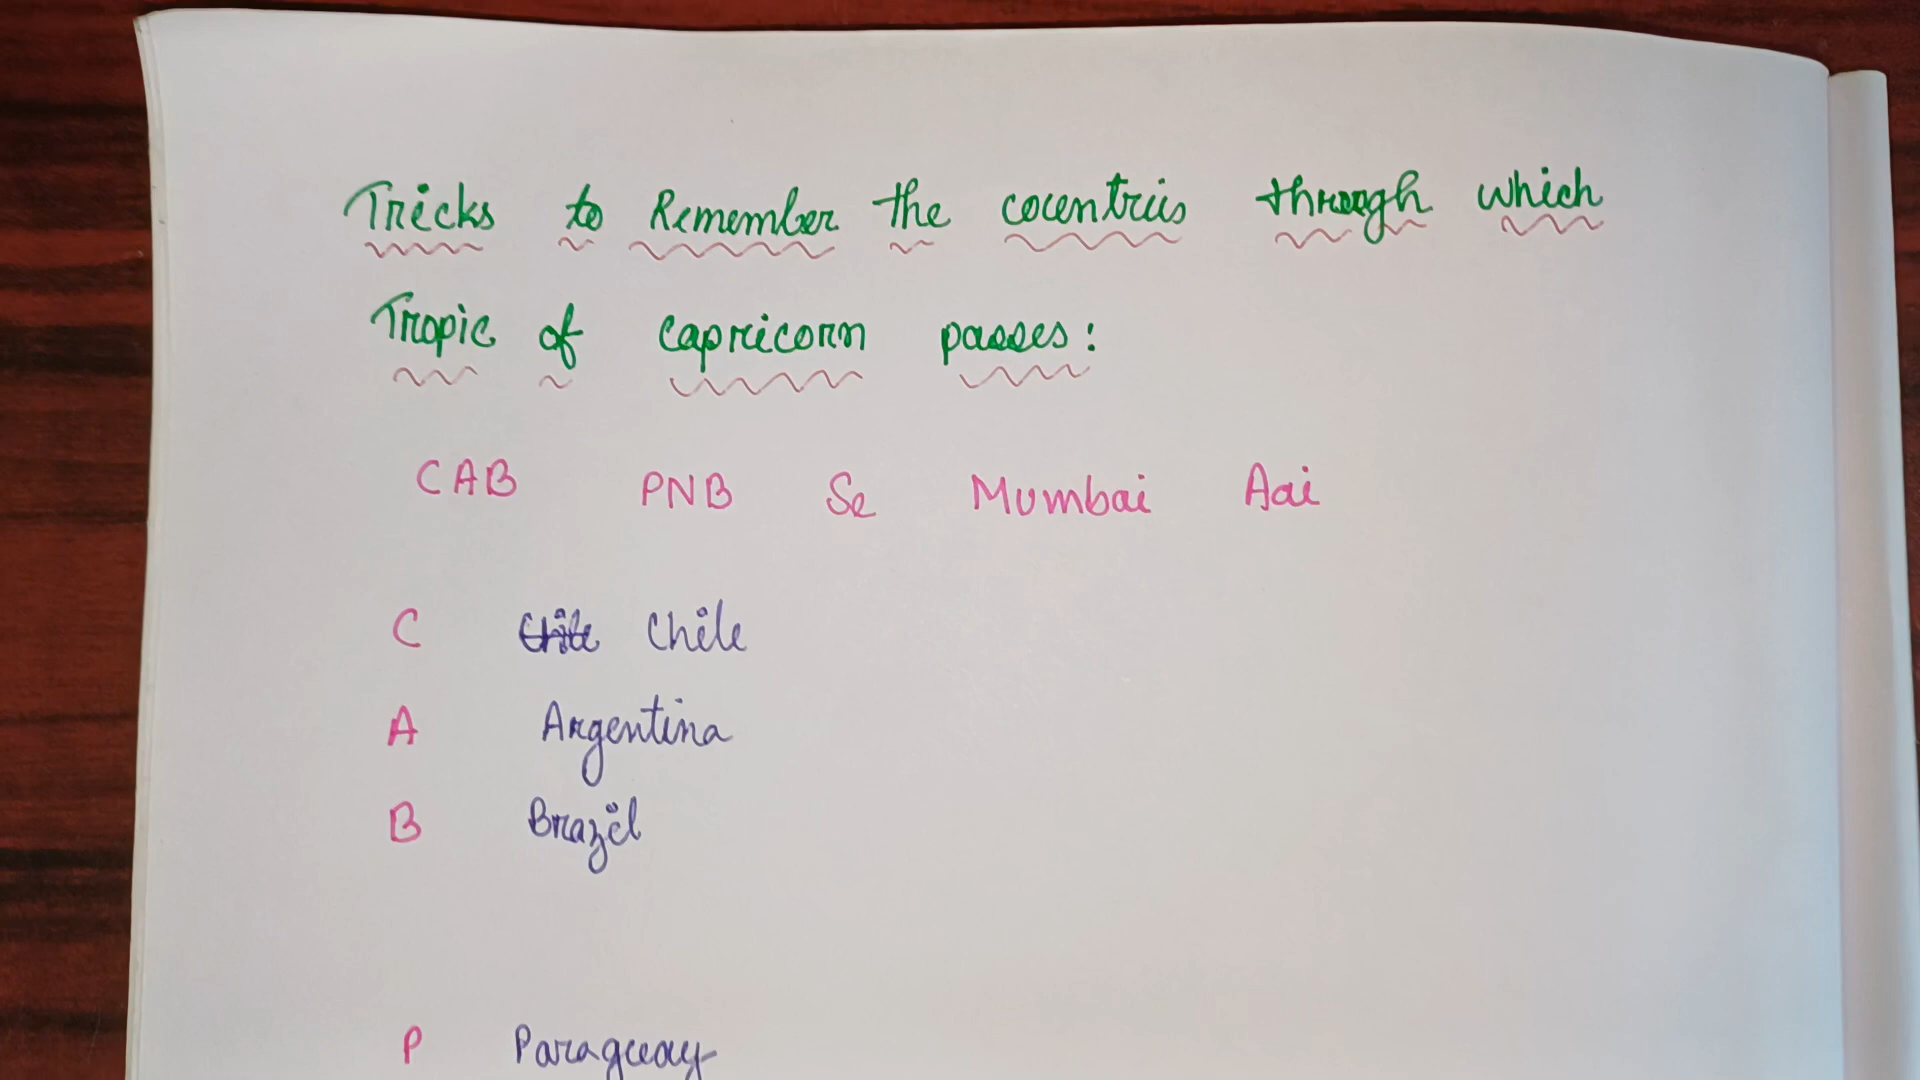 Tricks to Remember the countries through which
Tropic of capricorn passes:
CAB PNB Se Mumbai Aai
C Chile Chile
A Argentina
B Brazil
P Paraguay